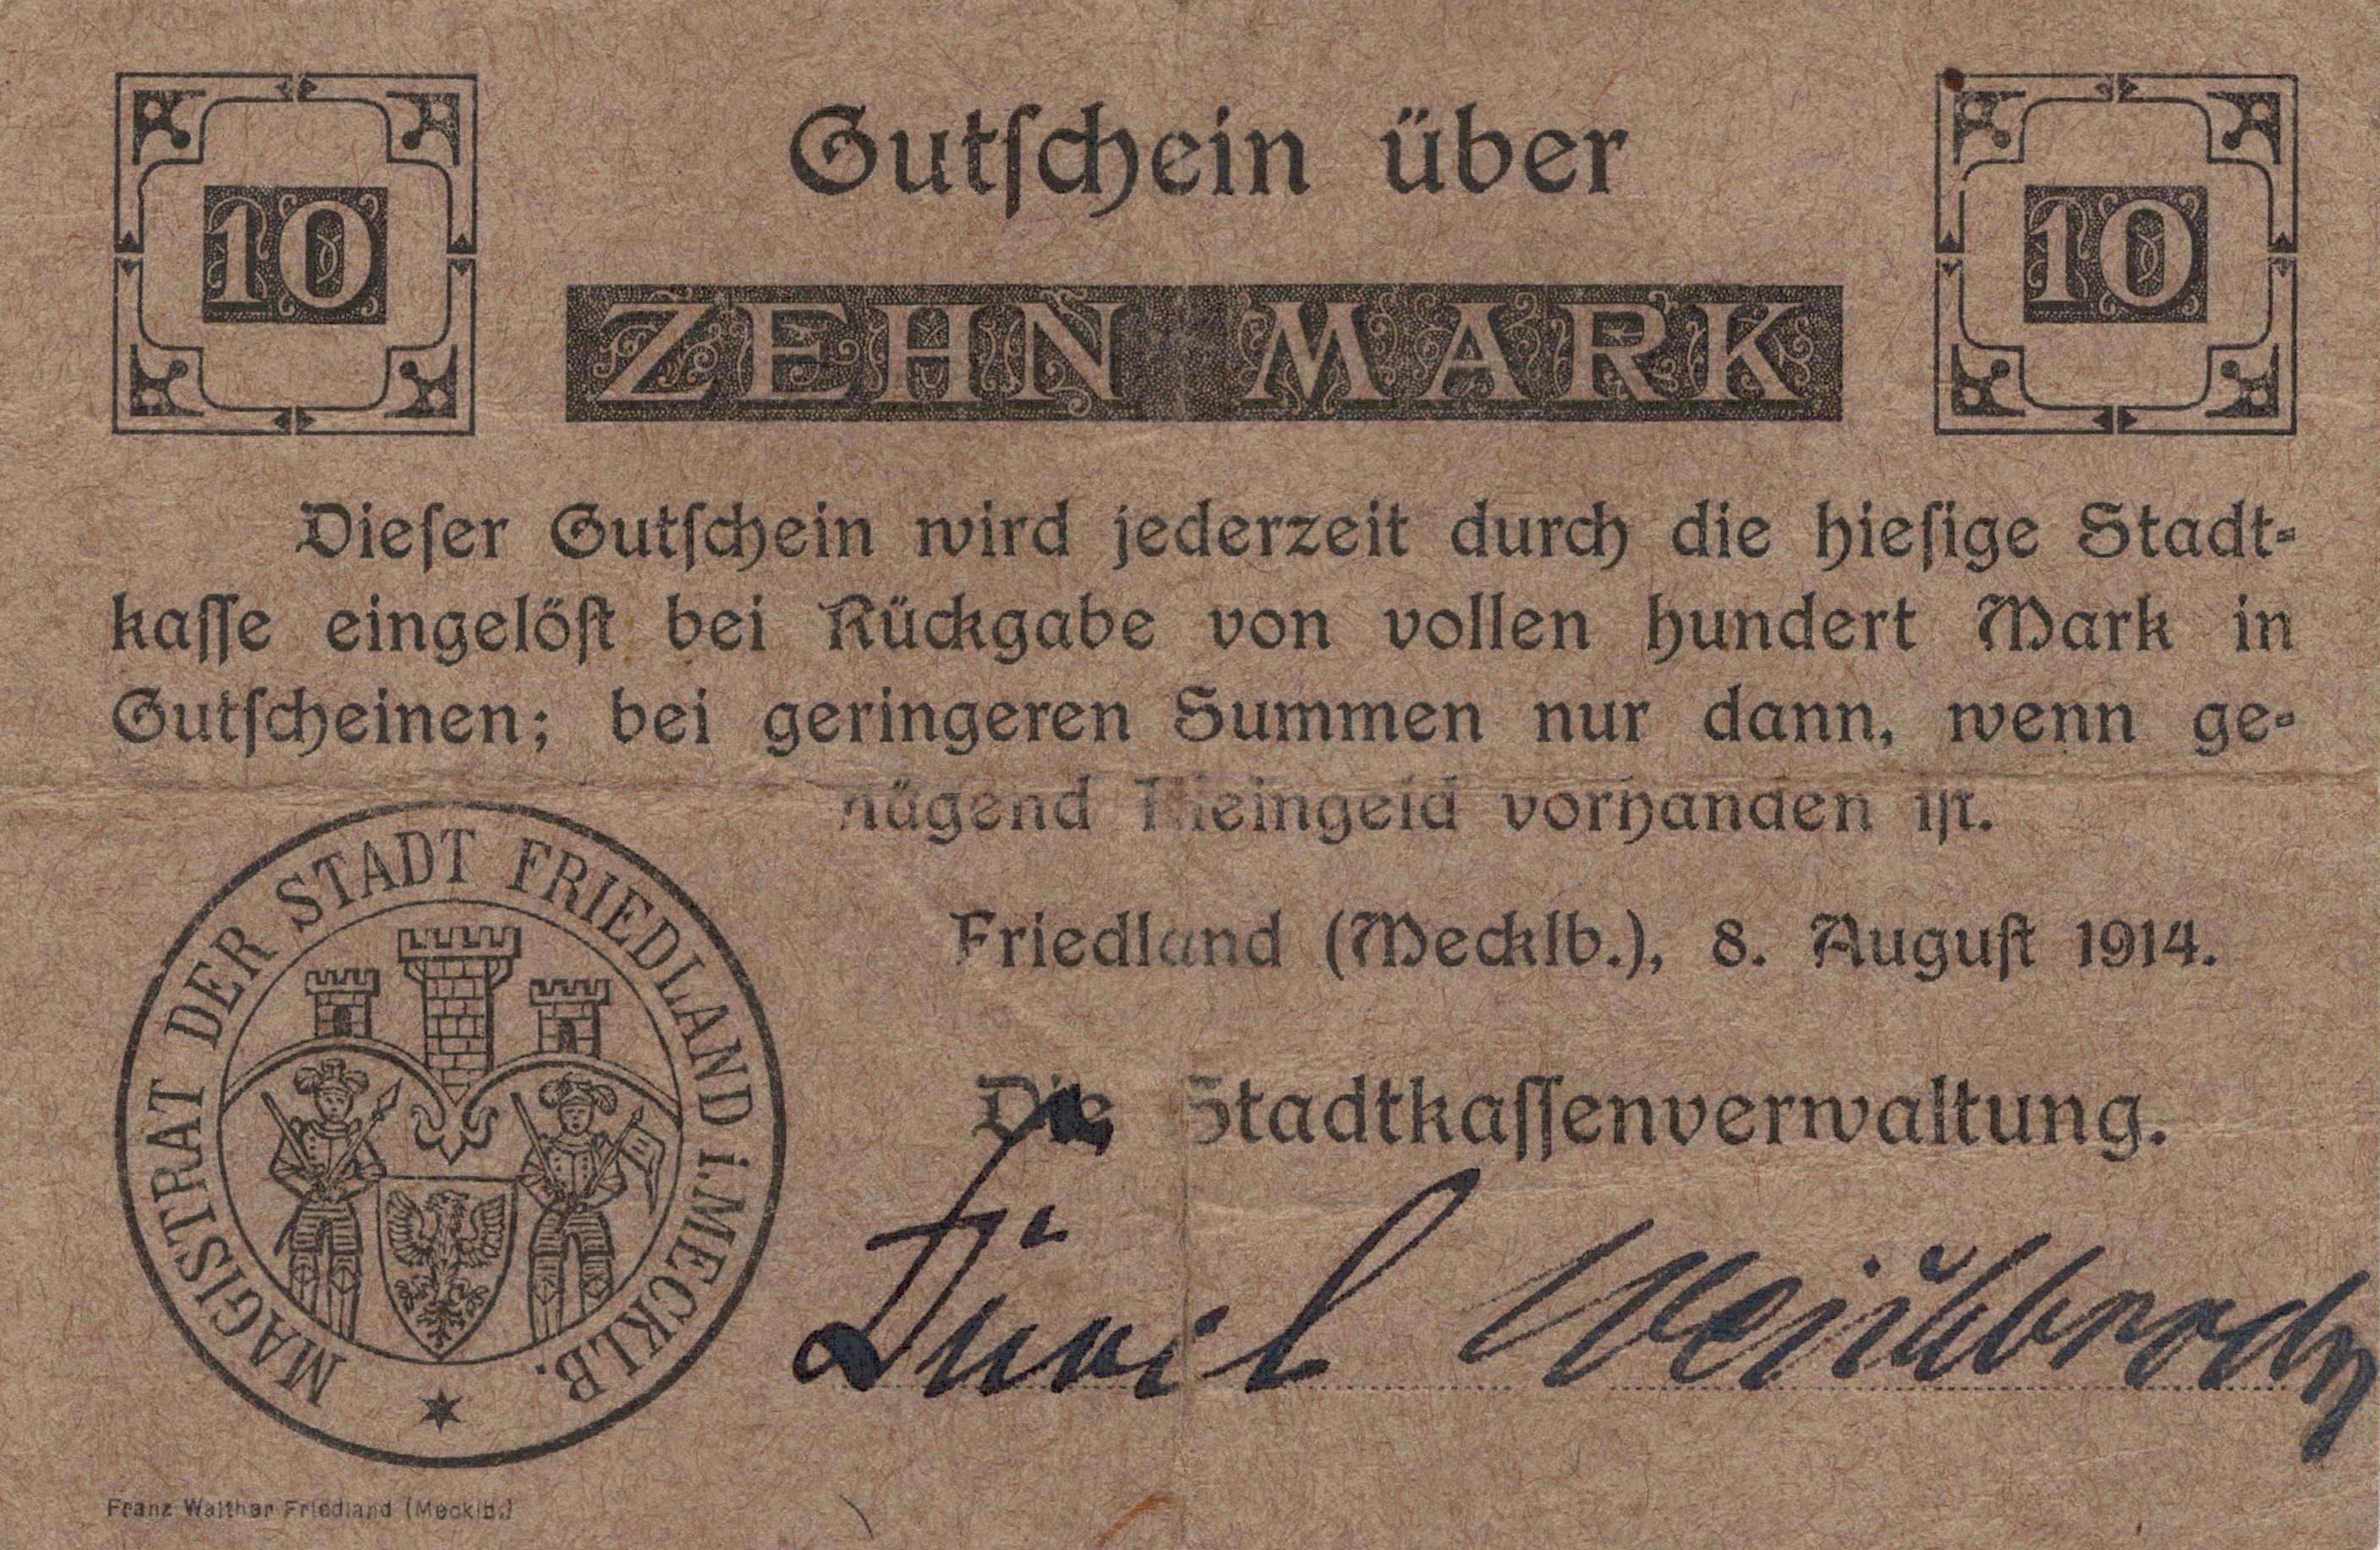 10
Gutschein über
10
ZEHN MARK
Dieser Gutschein wird jederzeit durch die hiesige Stadt-
kasse eingelöst bei Rückgabe von vollen hundert Mark in
Gutscheinen; bei geringeren Summen nur dann, wenn ge-
nügend Kleingeld vorhanden ist.
MAGISTRAT DER STADT FRIEDLAND i. MECKLB.
Friedland (Mecklb.), 8. August 1914.
Die Stadtkassenverwaltung.
Franz Walther Friedland (Mecklb.)